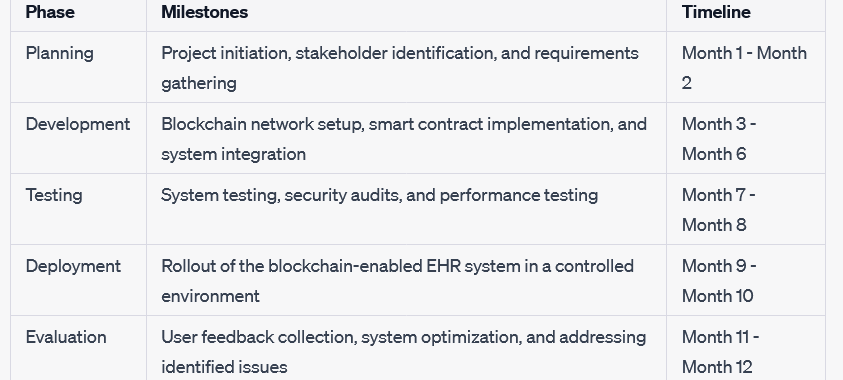 Phase Milestones Timeline
Planning Project initiation, stakeholder identification, and requirements Month 1 - Month
gathering 2
Development Blockchain network setup, smart contract implementation, and Month 3 -
system integration Month 6
Testing System testing, security audits, and performance testing Month 7 -
Month 8
Deployment Rollout of the blockchain-enabled EHR system in a controlled Month 9 -
environment Month 10
Evaluation User feedback collection, system optimization, and addressing Month 11 -
identified issues Month 12